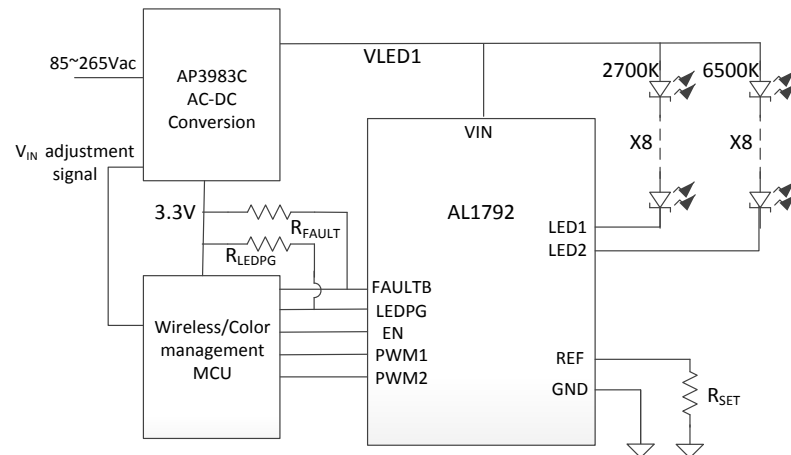 85~265Vac
AP3983C
AC-DC
Conversion
VLED1
2700K
6500K
VIN
X8
X8
VIN adjustment
signal
3.3V
RFAULT
RLEDPG
AL1792
LED1
LED2
FAULTB
LEDPG
EN
PWM1
PWM2
Wireless/Color
management
MCU
REF
GND
RSET